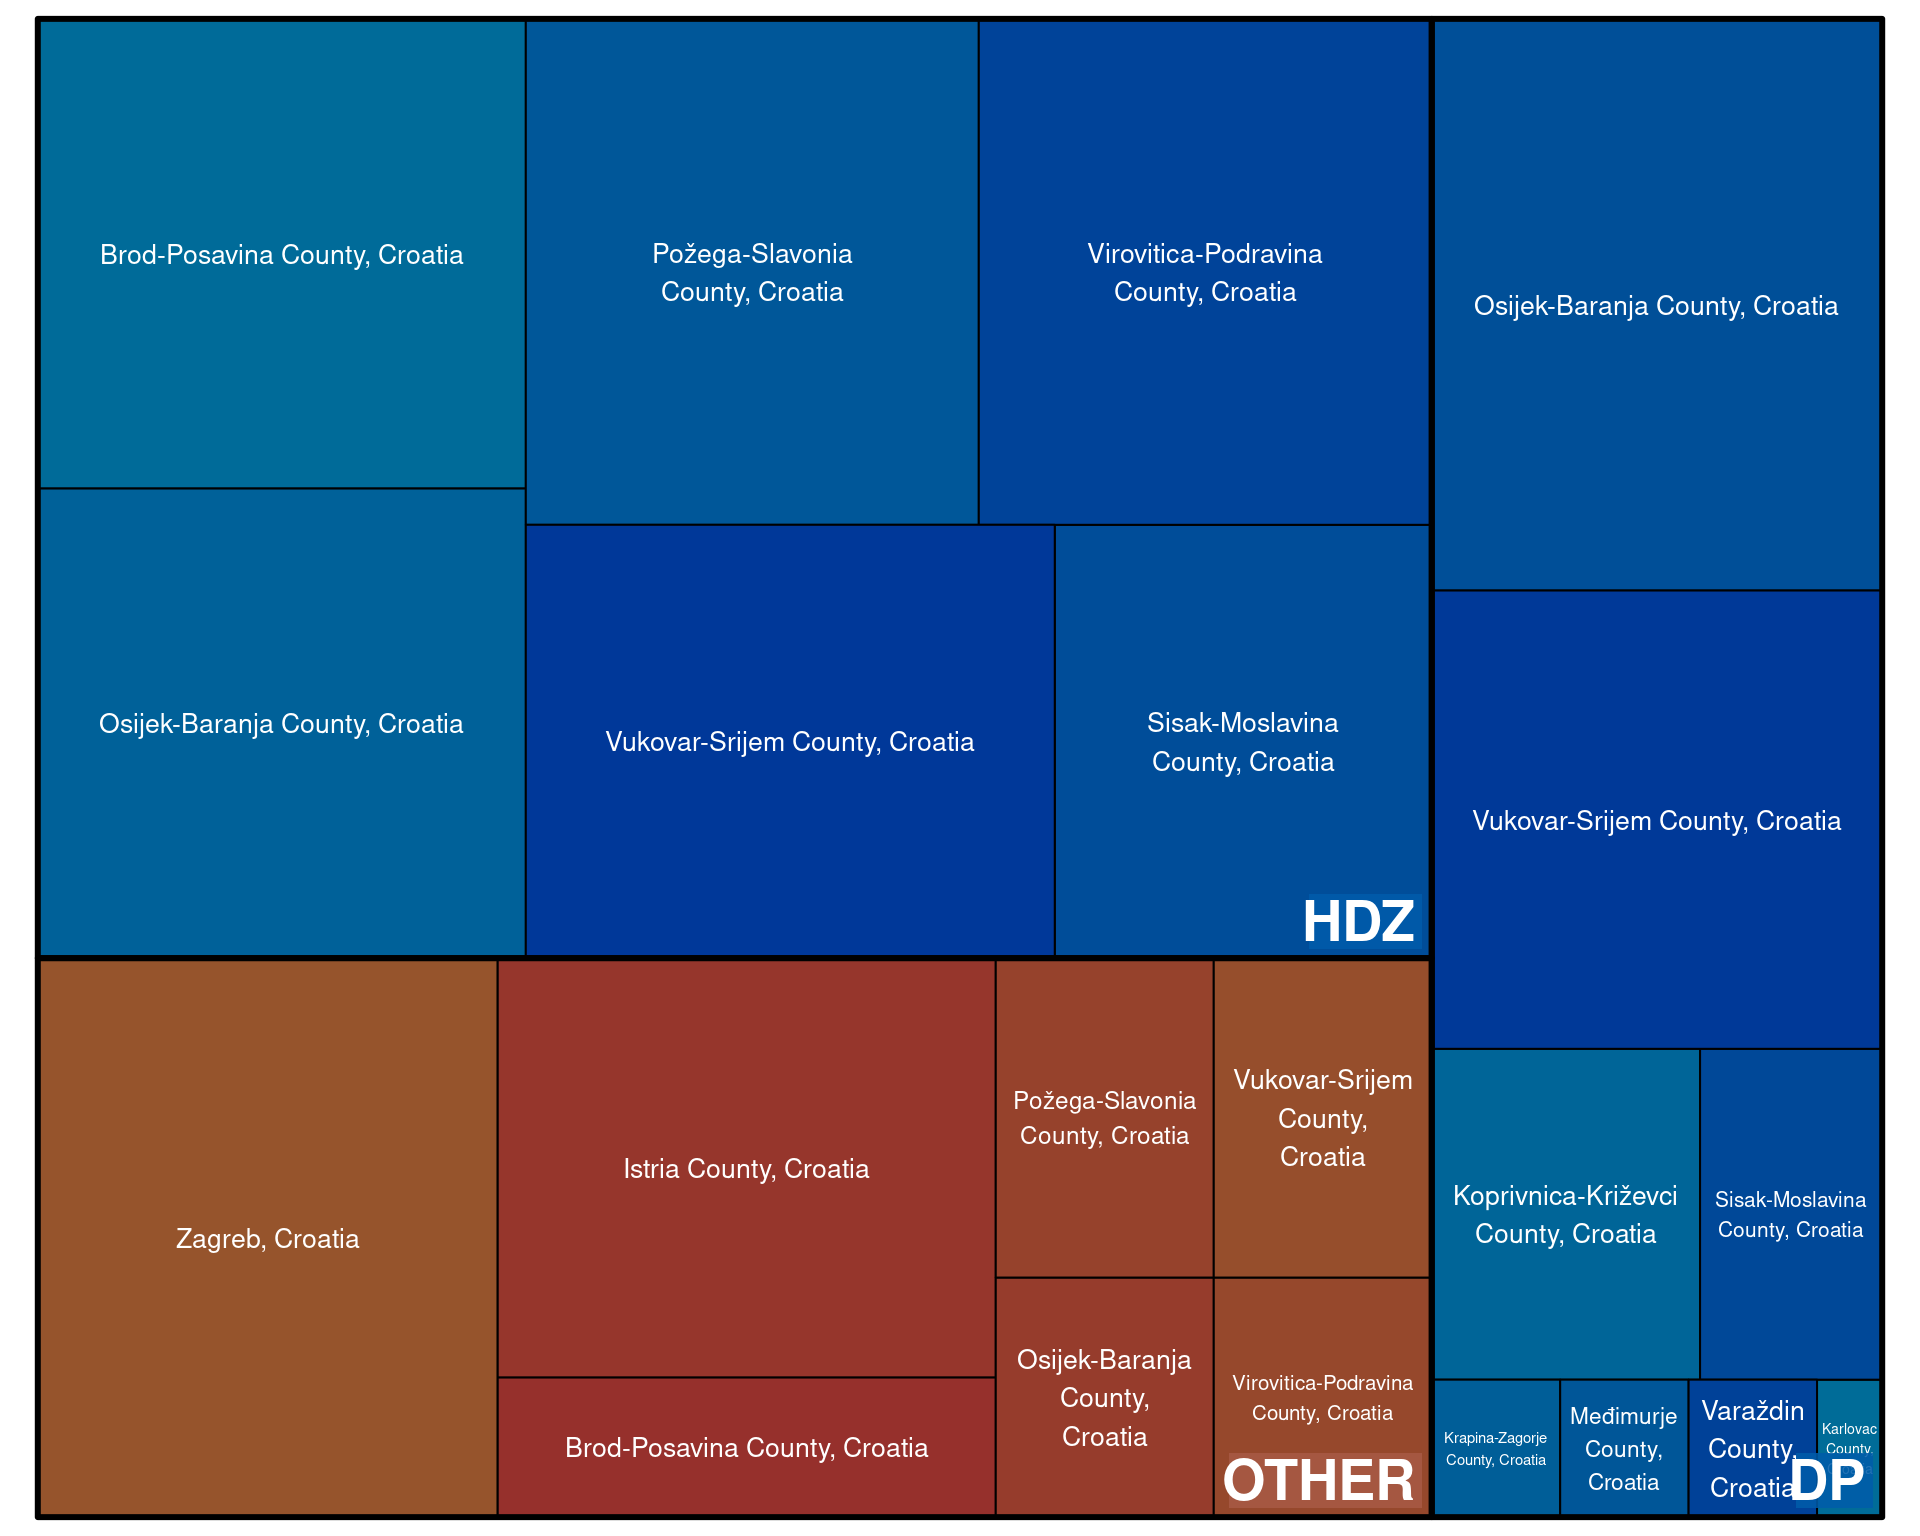 Brod-Posavina County, Croatia
Požega-Slavonia
County, Croatia
Virovitica-Podravina
County, Croatia
Osijek-Baranja County, Croatia
Vukovar-Srijem County, Croatia
Sisak-Moslavina
County, Croatia
HDZ
Zagreb, Croatia
Istria County, Croatia
Brod-Posavina County, Croatia
Požega-Slavonia
County, Croatia
Vukovar-Srijem
County,
Croatia
Osijek-Baranja
County,
Croatia
Virovitica-Podravina
County, Croatia
OTHER
Osijek-Baranja County, Croatia
Vukovar-Srijem County, Croatia
Koprivnica-Križevci
County, Croatia
Sisak-Moslavina
County, Croatia
Krapina-Zagorje
County, Croatia
Međimurje
County,
Croatia
Varaždin
County,
Croatia
Karlovac
County,
DP